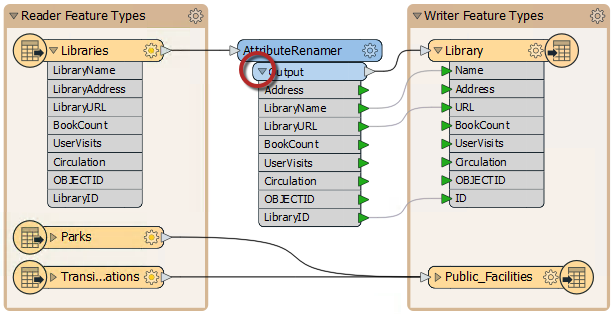 Reader Feature Types
Libraries
LibraryName
LibraryAddress
LibraryURL
BookCount
UserVisits
Circulation
OBJECTID
LibraryID
Parks
Transi...ations
AttributeRenamer
Output
Address
LibraryName
LibraryURL
BookCount
UserVisits
Circulation
OBJECTID
LibraryID
Writer Feature Types
Library
Name
Address
URL
BookCount
UserVisits
Circulation
OBJECTID
ID
Public_Facilities